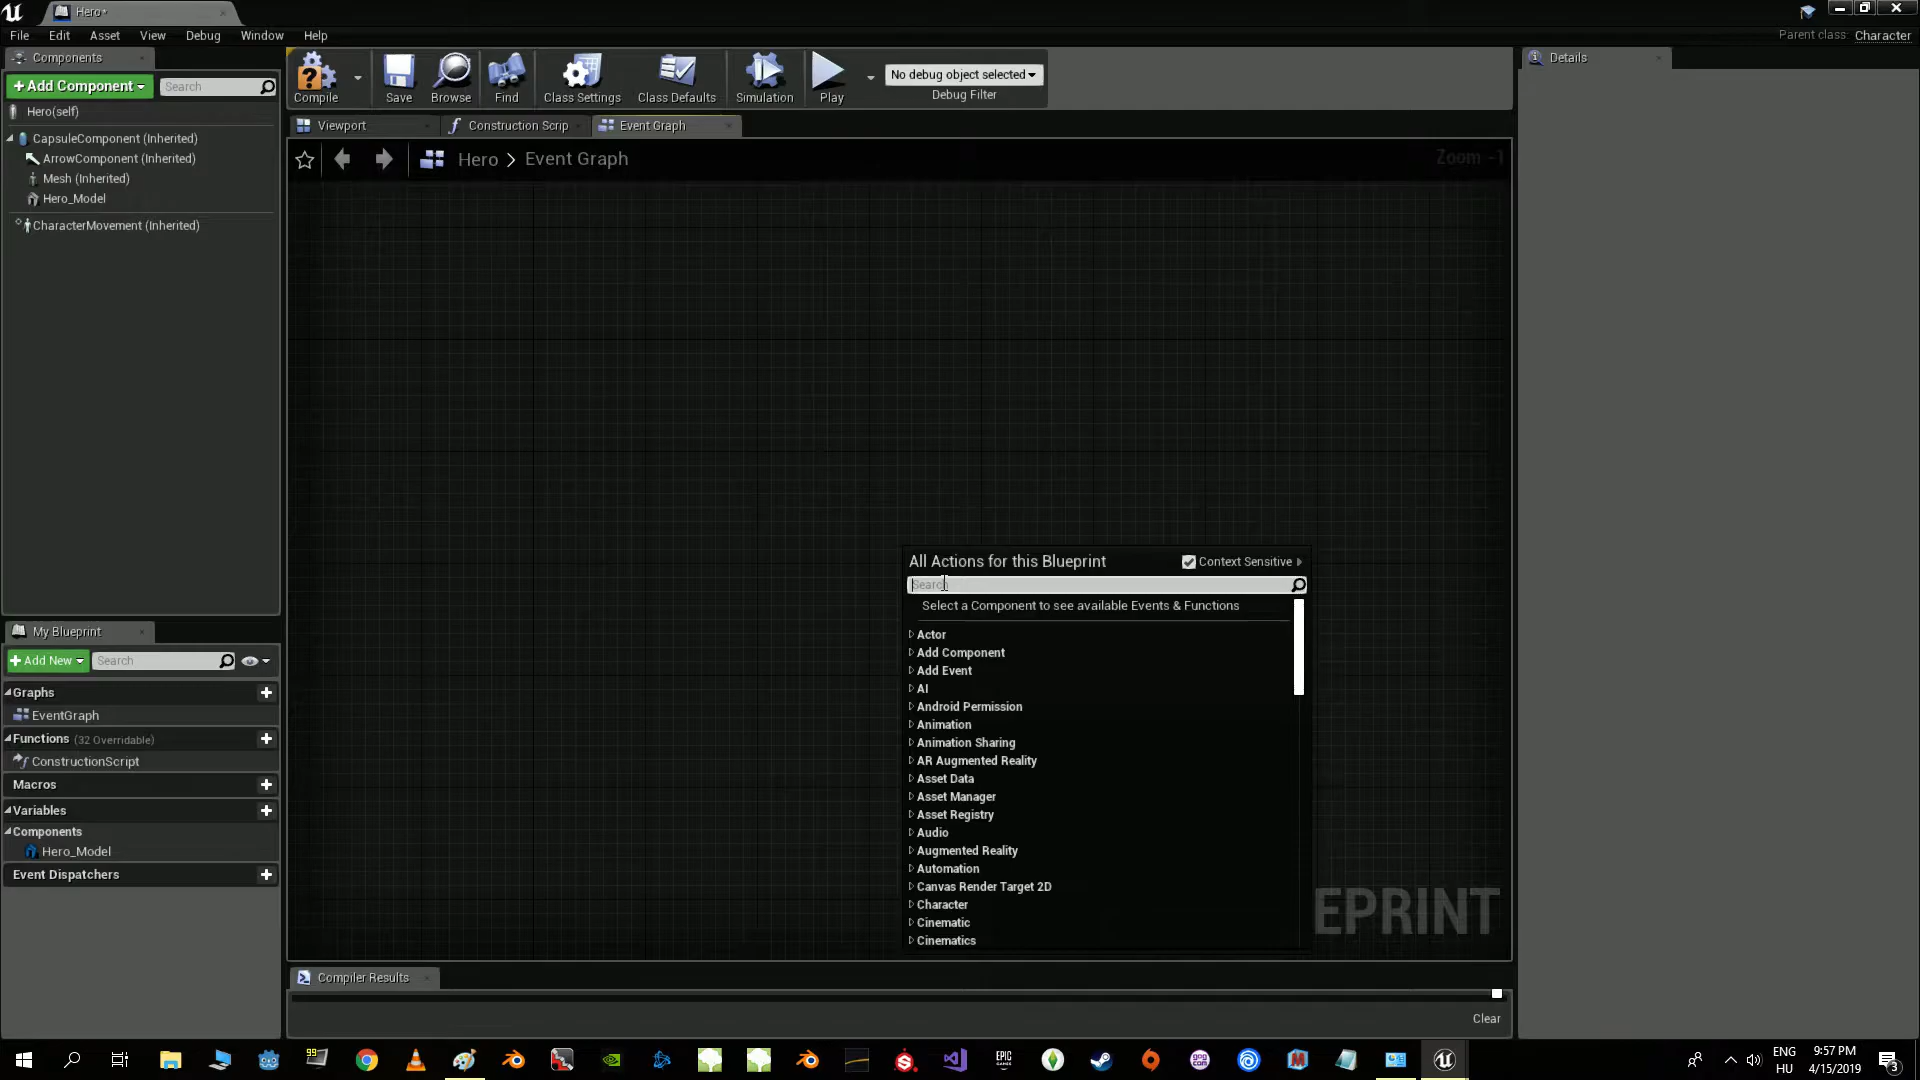 Hero*
File Edit Asset View Debug Window Help
Parent class: Character
Components
+Add Component
Search
Hero(self)
CapsuleComponent (Inherited)
ArrowComponent (Inherited)
Mesh (Inherited)
Hero_Model
CharacterMovement (Inherited)
Compile Save Browse Find Class Settings Class Defaults Simulation Play
No debug object selected
Debug Filter
Viewport Construction Scrip Event Graph
Hero > Event Graph
Zoom -1
Details
All Actions for this Blueprint
Context Sensitive
Search
Select a Component to see available Events & Functions
Actor
Add Component
Add Event
AI
Android Permission
Animation
Animation Sharing
AR Augmented Reality
Asset Data
Asset Manager
Asset Registry
Audio
Augmented Reality
Automation
Canvas Render Target 2D
Character
Cinematic
Cinematics
EPRINT
My Blueprint
+Add New
Search
Graphs
EventGraph
Functions (32 Overridable)
ConstructionScript
Macros
Variables
Components
Hero_Model
Event Dispatchers
Compiler Results
Clear
99
EPIC GAMES
ENG
HU
9:57 PM
4/15/2019
3